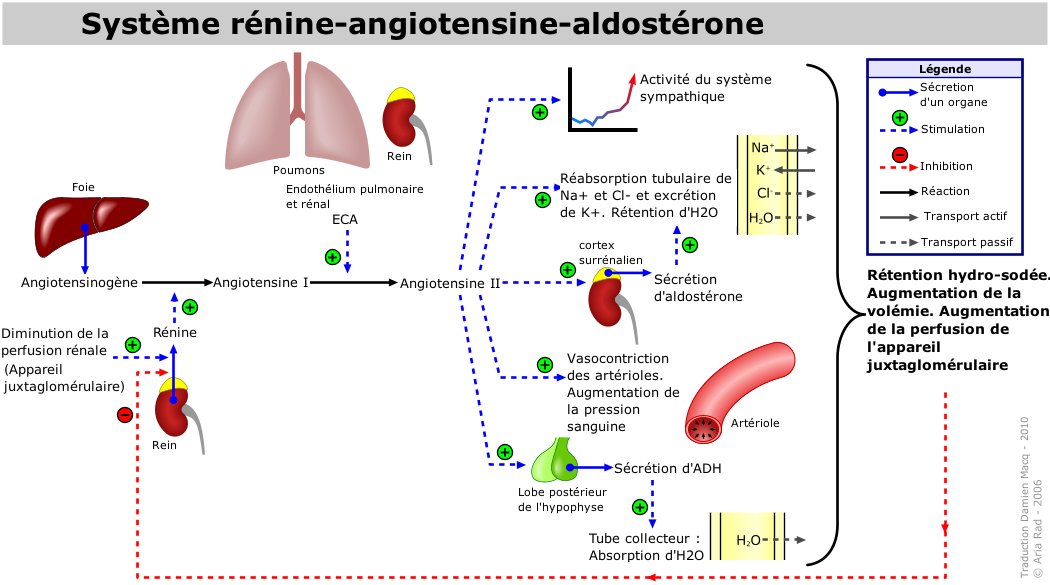 Système rénine-angiotensine-aldostérone
Foie
Poumons
Rein
Endothélium pulmonaire
et rénal
ECA
Angiotensinogène
Angiotensine I
Angiotensine II
Rénine
Diminution de la
perfusion rénale
(Appareil
juxtaglomérulaire)
Rein
Activité du système
sympathique
Réabsorption tubulaire de
Na+ et Cl- et excrétion
de K+. Rétention d'H2O
Na+
K+
Cl-
H2O
cortex
surrénalien
Sécrétion
d'aldostérone
Vasocontriction
des artérioles.
Augmentation de
la pression
sanguine
Artériole
Lobe postérieur
de l'hypophyse
Sécrétion d'ADH
Tube collecteur :
Absorption d'H2O
H2O
Légende
Sécrétion
d'un organe
Stimulation
Inhibition
Réaction
Transport actif
Transport passif
Rétention hydro-sodée.
Augmentation de la
volémie. Augmentation
de la perfusion de
l'appareil
juxtaglomérulaire
Traduction Damien Macq - 2010
© Aria Rad - 2006